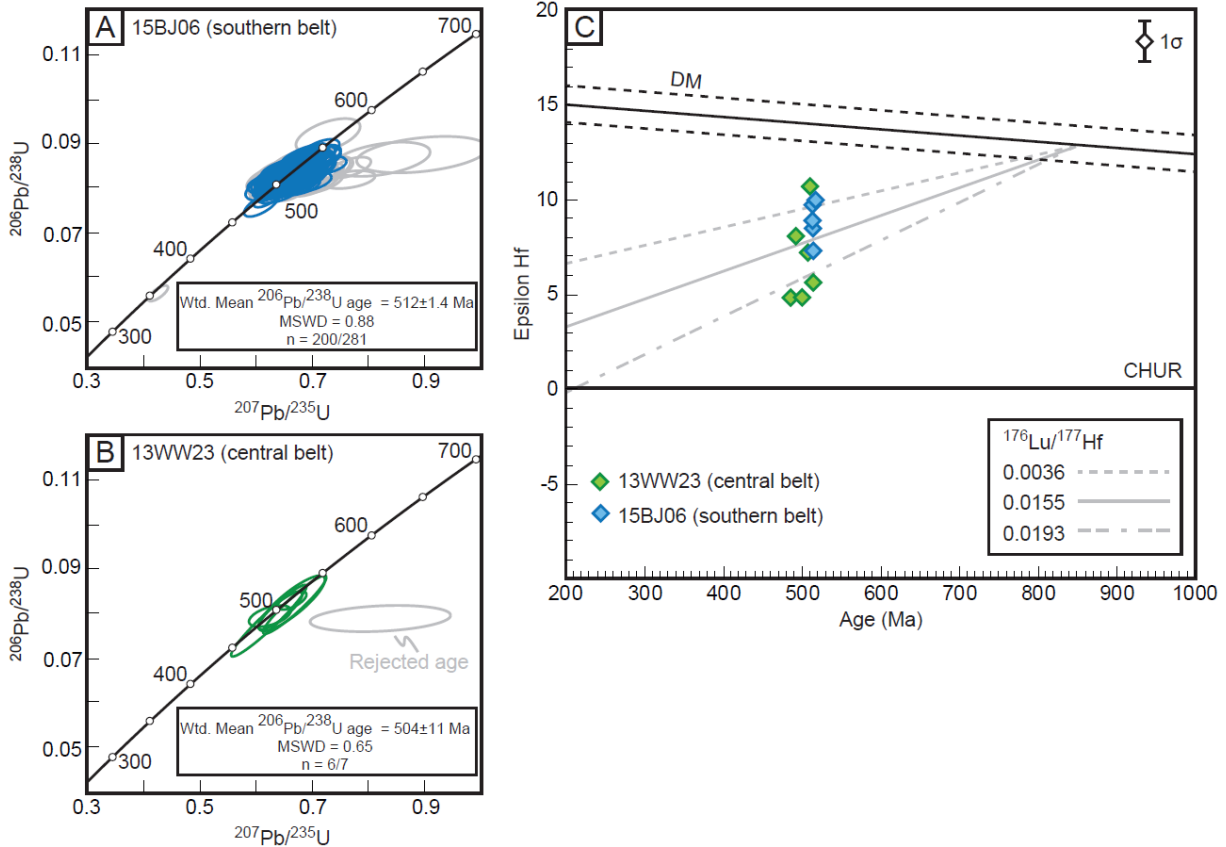 A 15BJ06 (southern belt)
700
0.11
600
0.09
500
0.07
400
0.05
300
Wtd. Mean ²⁰⁶Pb/²³⁸U age = 512±1.4 Ma
MSWD = 0.88
n = 200/281
0.3 0.5 0.7 0.9
²⁰⁷Pb/²³⁵U
²⁰⁶Pb/²³⁸U
B 13WW23 (central belt)
700
0.11
600
0.09
500
0.07
Rejected age
400
0.05
300
Wtd. Mean ²⁰⁶Pb/²³⁸U age = 504±11 Ma
MSWD = 0.65
n = 6/7
0.3 0.5 0.7 0.9
²⁰⁷Pb/²³⁵U
²⁰⁶Pb/²³⁸U
C
1σ
DM
CHUR
20
15
10
5
0
-5
Epsilon Hf
13WW23 (central belt)
15BJ06 (southern belt)
¹⁷⁶Lu/¹⁷⁷Hf
0.0036
0.0155
0.0193
200 300 400 500 600 700 800 900 1000
Age (Ma)